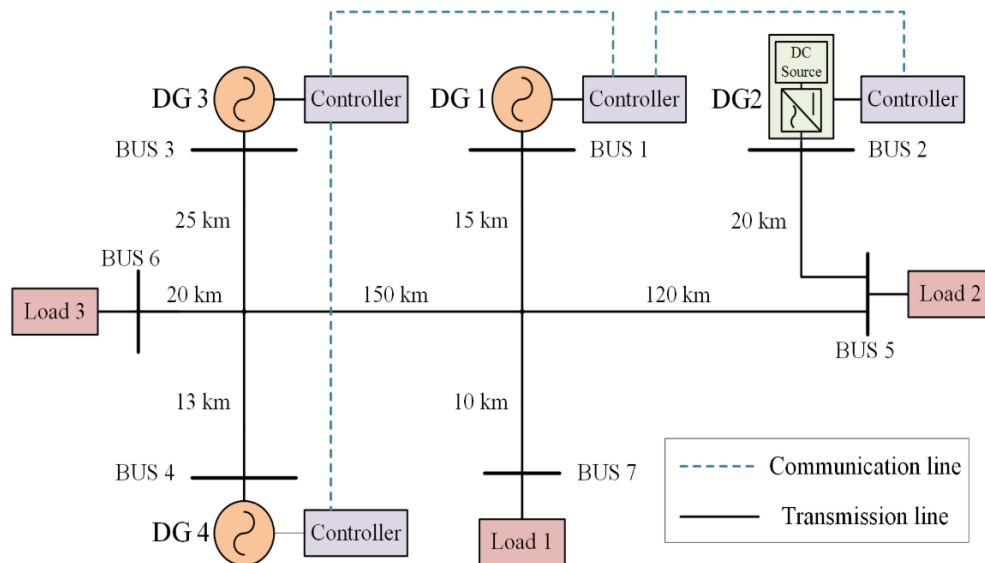 DC
Source
DG 3
Controller
DG 1
Controller
DG2
Controller
BUS 3
BUS 1
BUS 2
25 km
15 km
20 km
BUS 6
Load 3
20 km
150 km
120 km
Load 2
BUS 5
13 km
10 km
BUS 4
BUS 7
DG 4
Controller
Load 1
Communication line
Transmission line